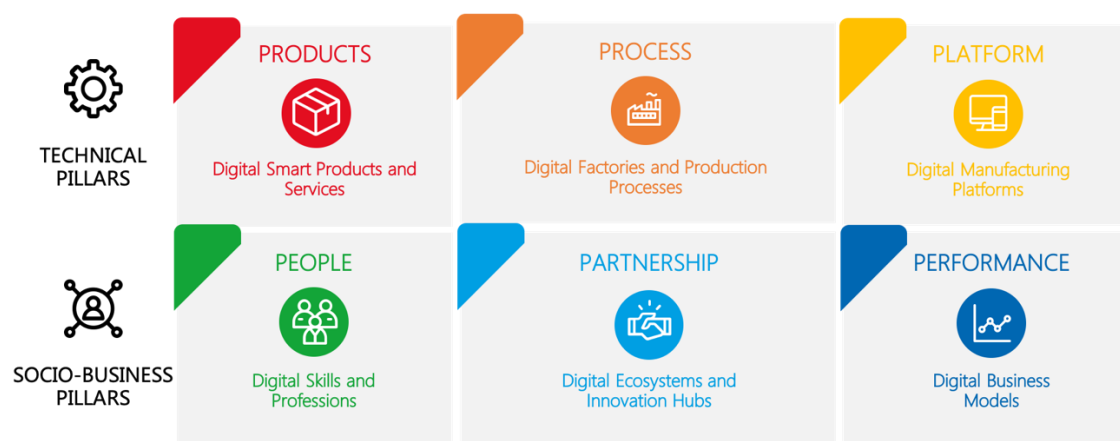 TECHNICAL
PILLARS
PRODUCTS
Digital Smart Products and
Services
PROCESS
Digital Factories and Production
Processes
PLATFORM
Digital Manufacturing
Platforms
SOCIO-BUSINESS
PILLARS
PEOPLE
Digital Skills and
Professions
PARTNERSHIP
Digital Ecosystems and
Innovation Hubs
PERFORMANCE
Digital Business
Models